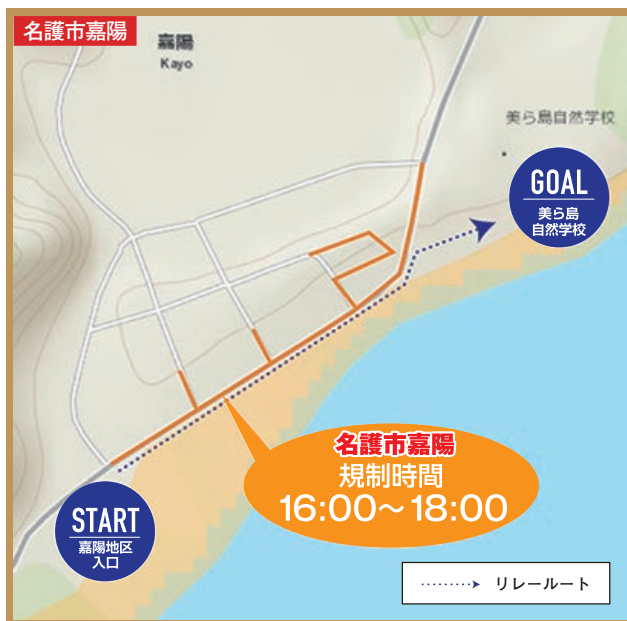 名護市嘉陽
嘉陽
Kayo
美ら島自然学校
GOAL
美ら島
自然学校
名護市嘉陽
規制時間
16:00～18:00
START
嘉陽地区
入口
リレールート